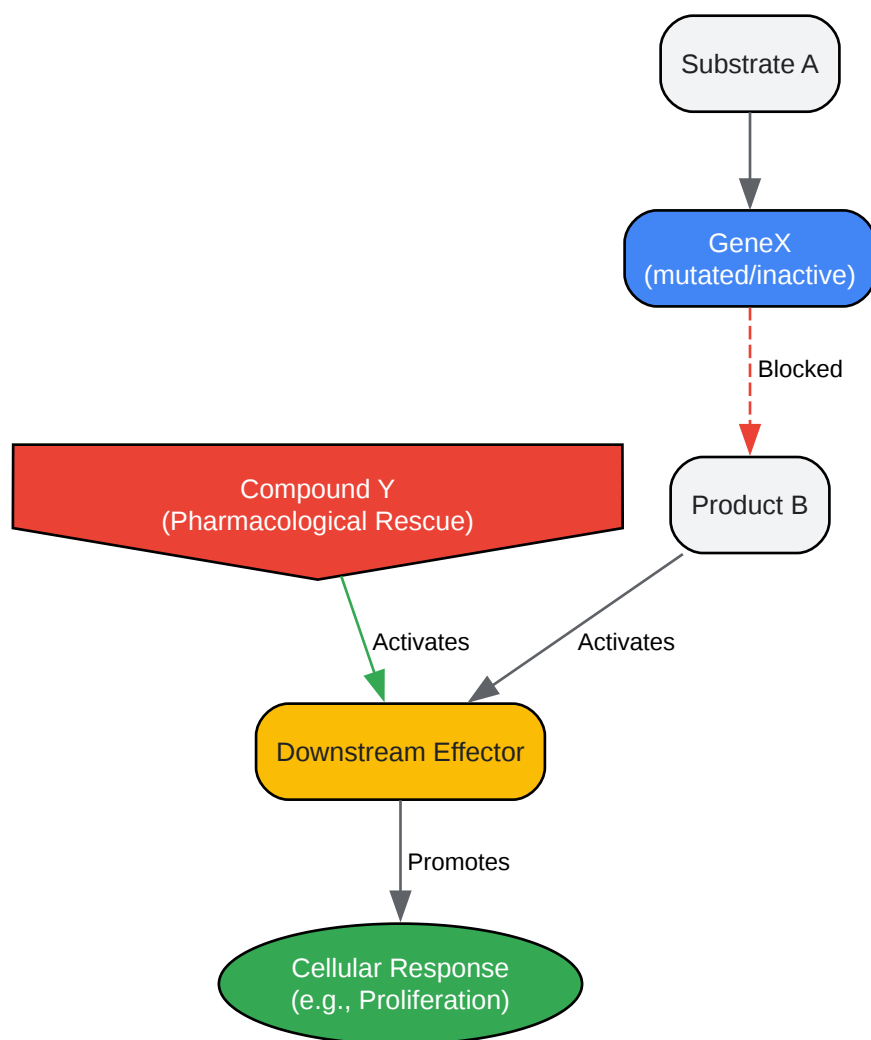 Substrate A
GeneX
(mutated/inactive)
Blocked
Compound Y
(Pharmacological Rescue)
Product B
Activates
Activates
Downstream Effector
Promotes
Cellular Response
(e.g., Proliferation)